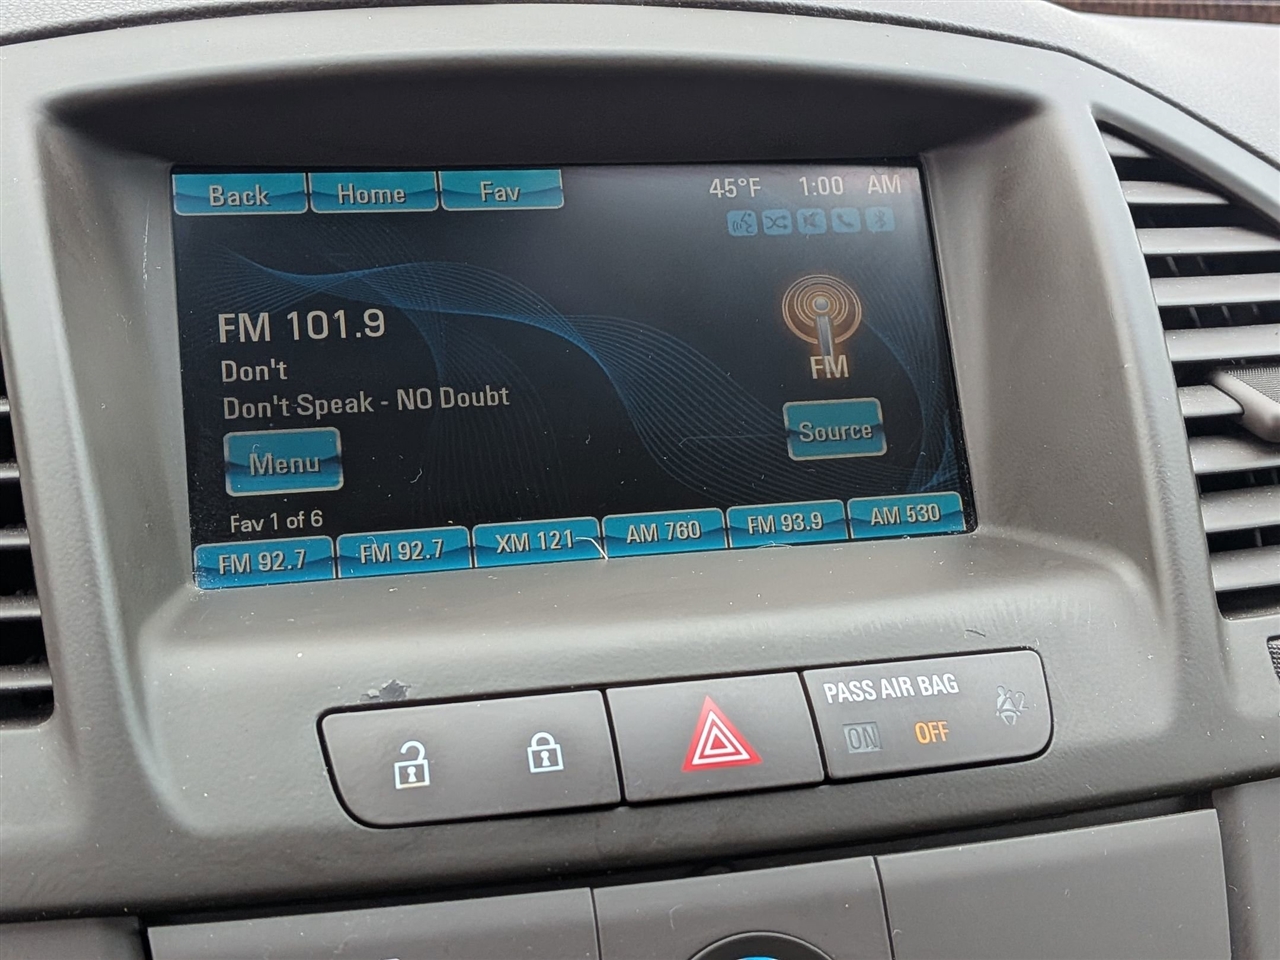 Back Home Fav 45°F 1:00 AM
FM 101.9
Don't
Don't Speak - NO Doubt
FM
Menu
Source
Fav 1 of 6
FM 92.7 FM 92.7 XM 121 AM 760 FM 93.9 AM 530
PASS AIR BAG
ON OFF
2